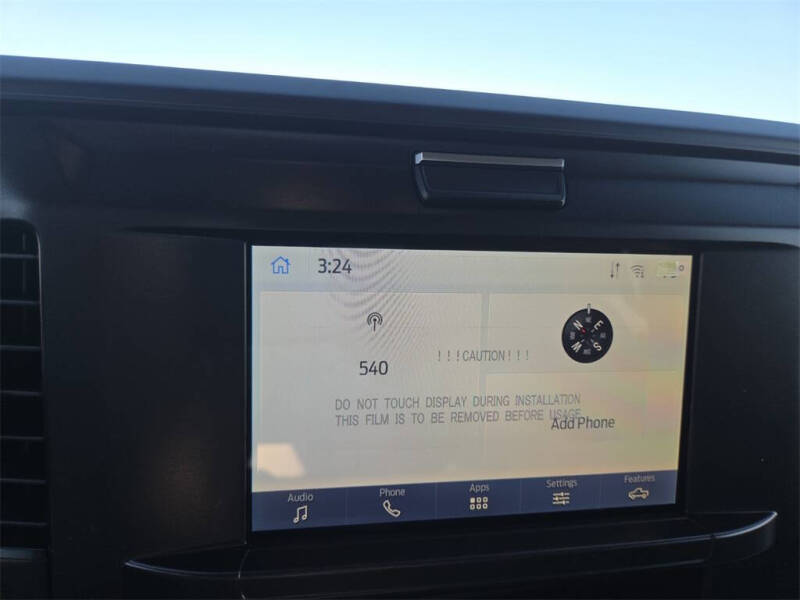 3:24
540
N E
W S
! ! ! CAUTION ! ! !
DO NOT TOUCH DISPLAY DURING INSTALLATION
THIS FILM IS TO BE REMOVED BEFORE USAGE
Add Phone
Audio Phone Apps Settings Features